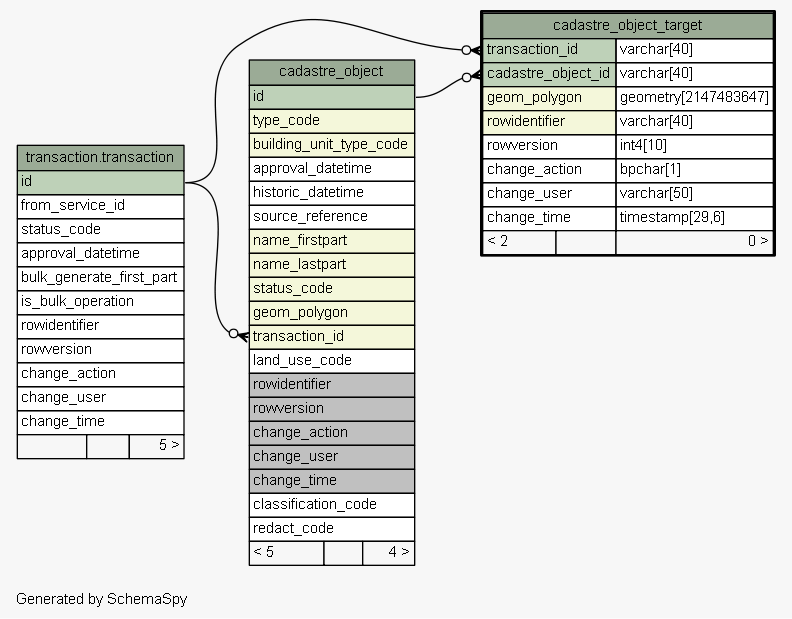 cadastre_object_target
transaction_id varchar[40]
cadastre_object_id varchar[40]
geom_polygon geometry[2147483647]
rowidentifier varchar[40]
rowversion int4[10]
change_action bpchar[1]
change_user varchar[50]
change_time timestamp[29,6]
< 2 0 >
cadastre_object
id
type_code
building_unit_type_code
approval_datetime
historic_datetime
source_reference
name_firstpart
name_lastpart
status_code
geom_polygon
transaction_id
land_use_code
rowidentifier
rowversion
change_action
change_user
change_time
classification_code
redact_code
< 5 4 >
transaction.transaction
id
from_service_id
status_code
approval_datetime
bulk_generate_first_part
is_bulk_operation
rowidentifier
rowversion
change_action
change_user
change_time
5 >
Generated by SchemaSpy